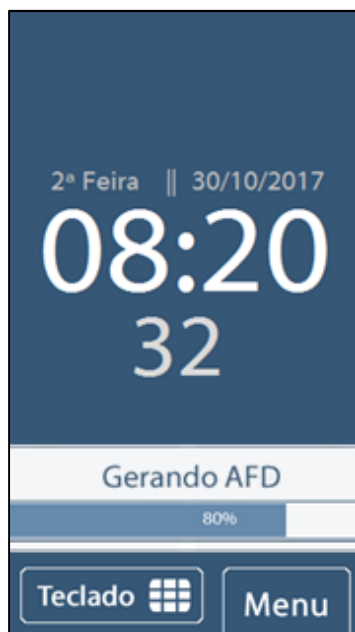 2ª Feira || 30/10/2017
08:20
32
Gerando AFD
80%
Teclado Menu